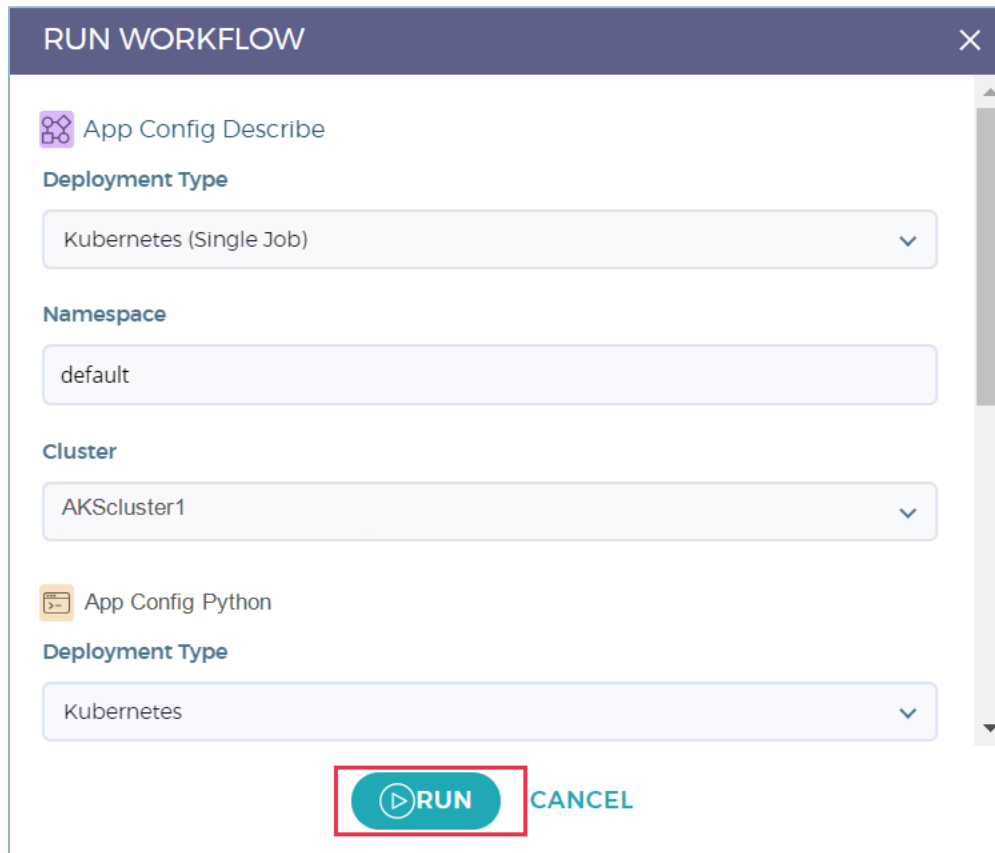 RUN WORKFLOW
App Config Describe
Deployment Type
Kubernetes (Single Job)
Namespace
default
Cluster
AKScluster1
App Config Python
Deployment Type
Kubernetes
RUN CANCEL